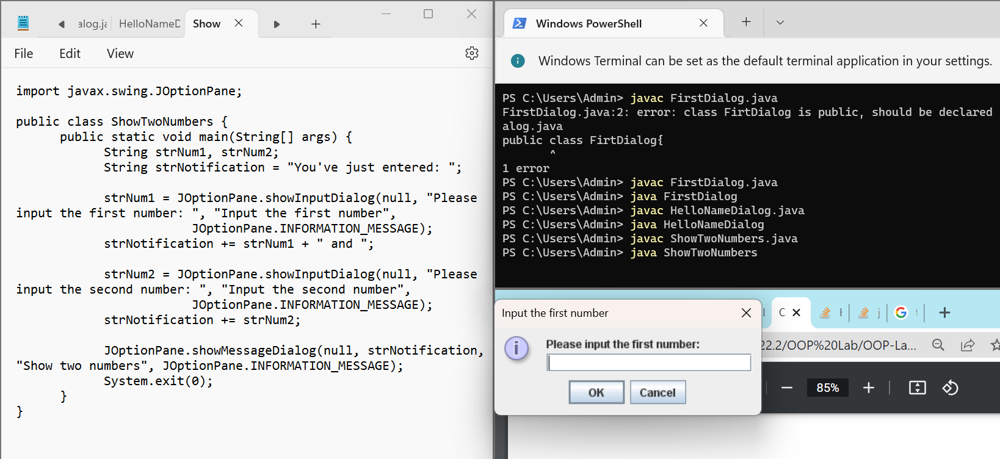 HelloNameD
Show
File Edit View
import javax.swing.JOptionPane;
public class ShowTwoNumbers {
public static void main(String[] args) {
String strNum1, strNum2;
String strNotification = "You've just entered: ";
strNum1 = JOptionPane.showInputDialog(null, "Please
input the first number: ", "Input the first number",
JOptionPane.INFORMATION_MESSAGE);
strNotification += strNum1 + " and ";
strNum2 = JOptionPane.showInputDialog(null, "Please
input the second number: ", "Input the second number",
JOptionPane.INFORMATION_MESSAGE);
strNotification += strNum2;
JOptionPane.showMessageDialog(null, strNotification,
"Show two numbers", JOptionPane.INFORMATION_MESSAGE);
System.exit(0);
}
}
Windows PowerShell
Windows Terminal can be set as the default terminal application in your settings.
PS C:\Users\Admin> javac FirstDialog.java
FirstDialog.java:2: error: class FirtDialog is public, should be declared
alog.java
public class FirtDialog{
^
1 error
PS C:\Users\Admin> javac FirstDialog.java
PS C:\Users\Admin> java FirstDialog
PS C:\Users\Admin> javac HelloNameDialog.java
PS C:\Users\Admin> java HelloNameDialog
PS C:\Users\Admin> javac ShowTwoNumbers.java
PS C:\Users\Admin> java ShowTwoNumbers
Input the first number
Please input the first number:
OK Cancel
22.2/OOP%20Lab/OOP-La...
85%